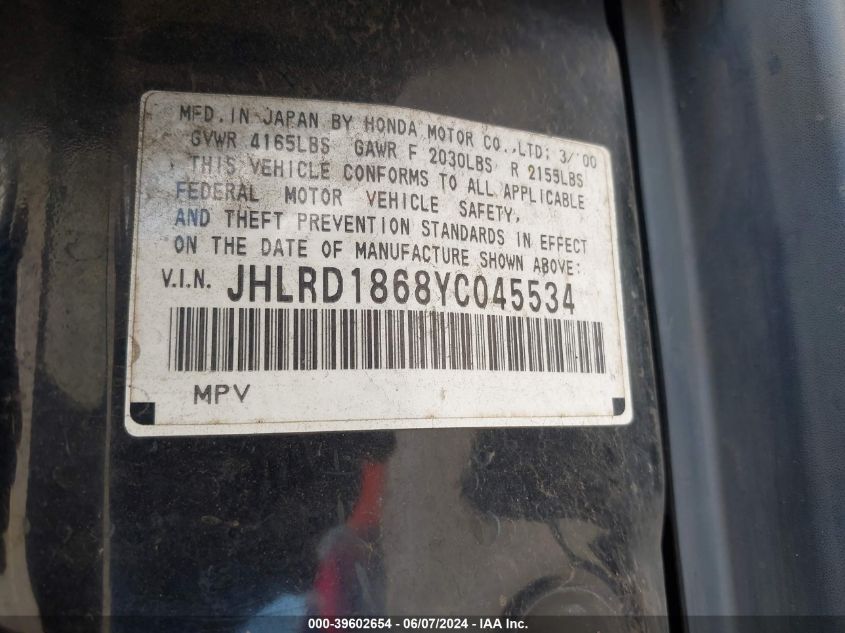 MFD.IN JAPAN BY HONDA MOTOR CO.,LTD: 3/'00
GVWR 4165LBS GAWR F 2030LBS R 2155LBS
THIS VEHICLE CONFORMS TO ALL APPLICABLE
FEDERAL MOTOR VEHICLE SAFETY,
AND THEFT PREVENTION STANDARDS IN EFFECT
ON THE DATE OF MANUFACTURE SHOWN ABOVE:
V.I.N. JHLRD1868YC045534
MPV
000-39602654 - 06/07/2024 - IAA Inc.